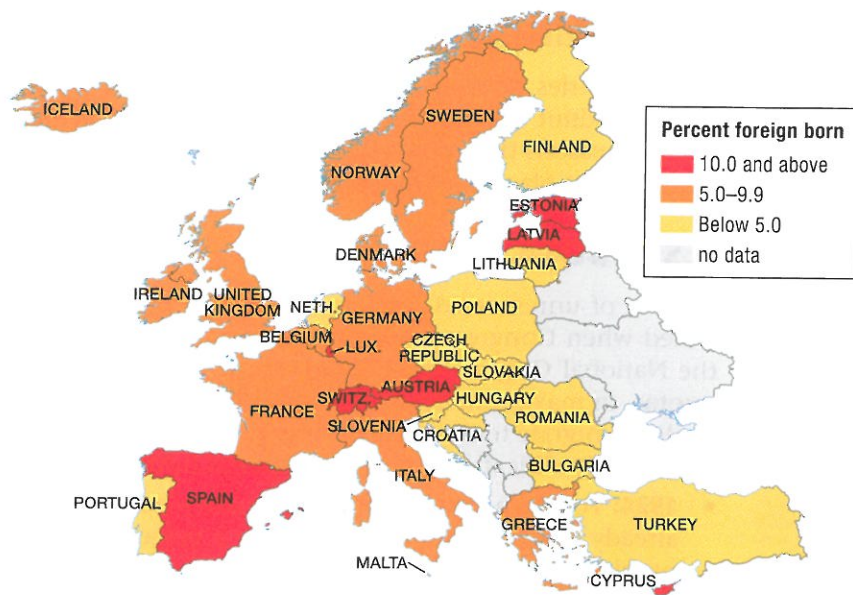 ICELAND
SWEDEN
FINLAND
NORWAY
ESTONIA
LATVIA
DENMARK
LITHUANIA
IRELAND
UNITED
KINGDOM
NETH.
POLAND
GERMANY
BELGIUM
LUX.
CZECH
REPUBLIC
SLOVAKIA
AUSTRIA
SWITZ.
HUNGARY
FRANCE
SLOVENIA
ROMANIA
CROATIA
BULGARIA
ITALY
PORTUGAL
SPAIN
GREECE
TURKEY
MALTA
CYPRUS
Percent foreign born
10.0 and above
5.0–9.9
Below 5.0
no data